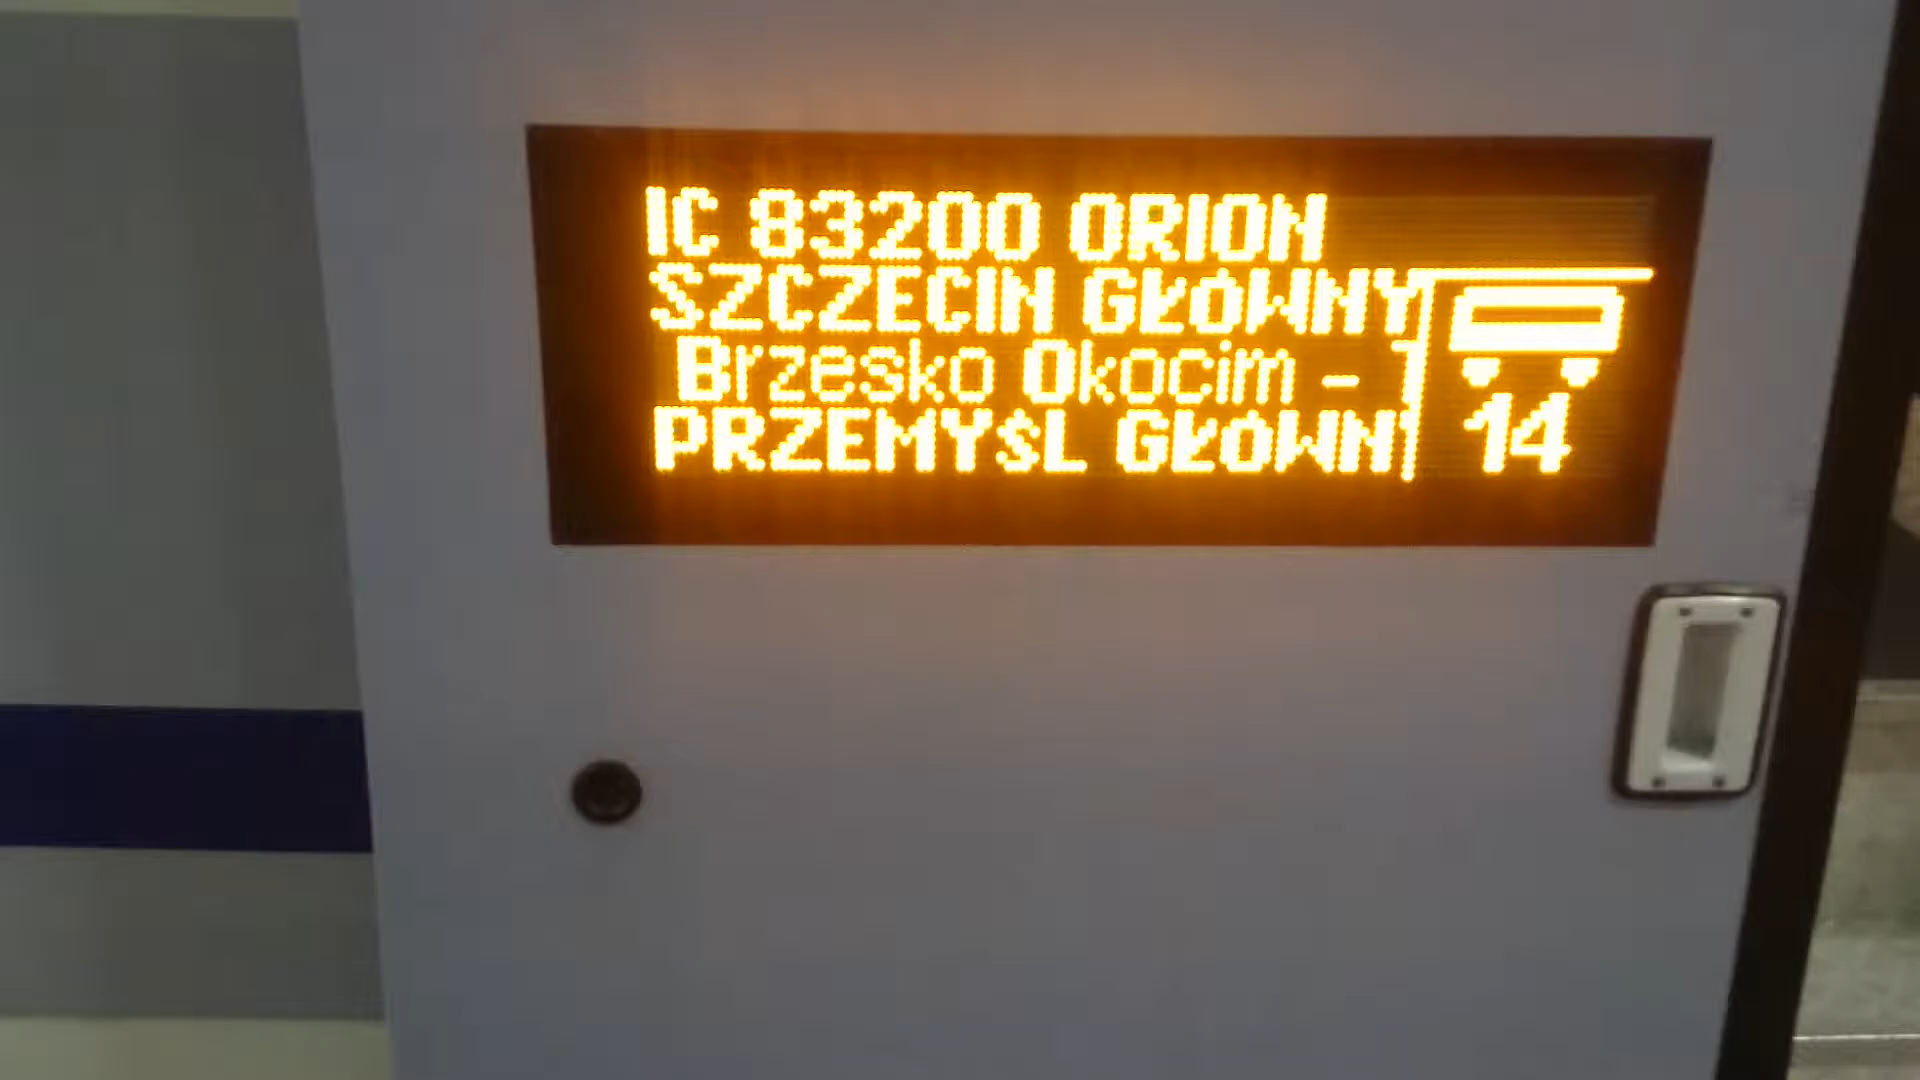 IC 83200 ORION
SZCZECIN GŁÓWNY
Brzesko Okocim -
PRZEMYŚL GŁÓWN
14